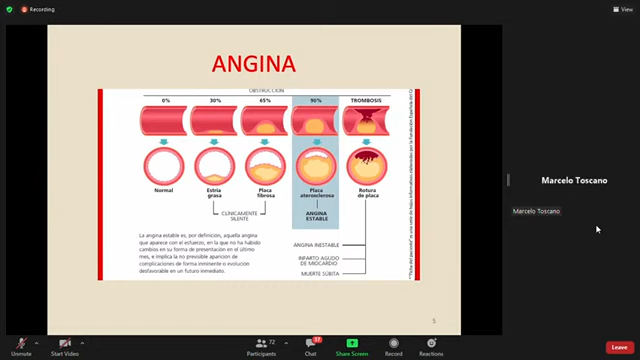 Recording
View
ANGINA
OBSTRUCCIÓN
0% 30% 65% 90% TROMBOSIS
Normal
Estría
grasa
Placa
fibrosa
Placa
aterosclerosa
Rotura
de placa
CLÍNICAMENTE
SILENTE
ANGINA
ESTABLE
La angina estable es, por definición, aquella angina
que aparece con el esfuerzo, en la que no ha habido
cambios en su forma de presentación en el último
mes, e implica la no previsible aparición de
complicaciones de forma inminente o evolución
desfavorable en un futuro inmediato.
ANGINA INESTABLE
INFARTO AGUDO
DE MIOCARDIO
MUERTE SÚBITA
5
Marcelo Toscano
Marcelo Toscano
Unmute
Start Video
72
Participants
37
Chat
Share Screen
Record
Reactions
Leave